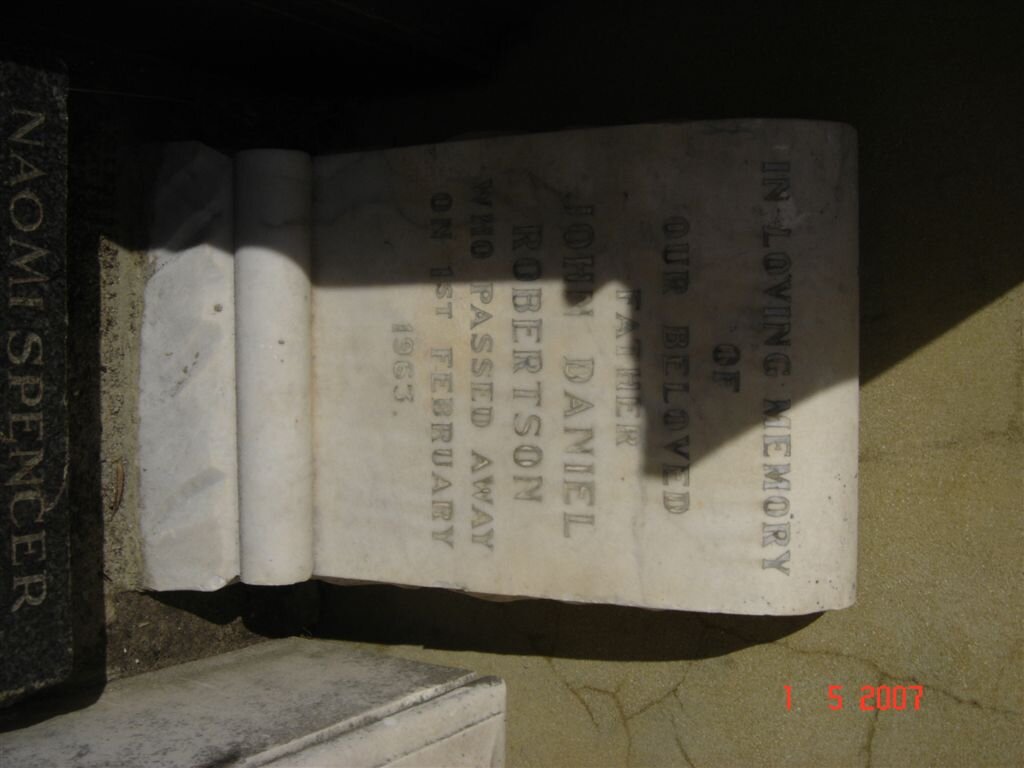 IN LOVING MEMORY
OF
OUR BELOVED
FATHER
JOHN DANIEL
ROBERTSON
WHO PASSED AWAY
ON 1ST FEBRUARY
1963.
NAOMI SPENCER
1 5 2007